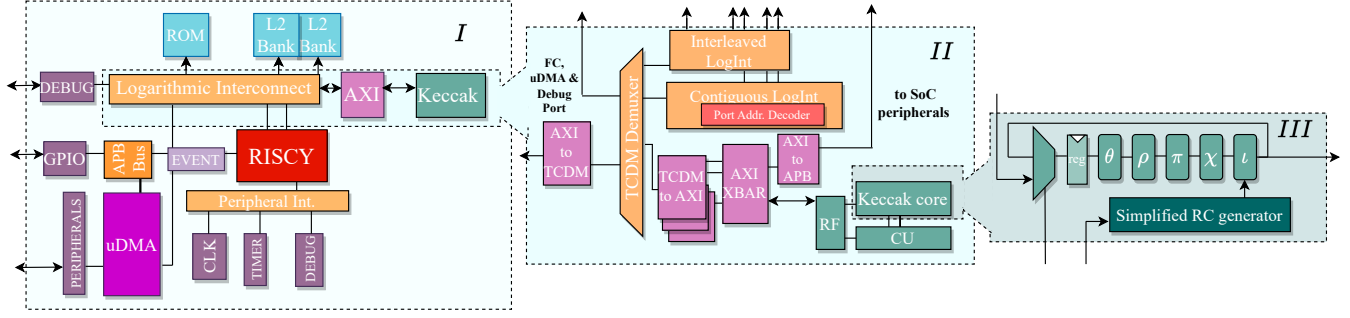 I
ROM
L2
Bank
L2
Bank
DEBUG
Logarithmic Interconnect
AXI
Keccak
GPIO
APB
Bus
EVENT
RISCY
Peripheral Int.
PERIPHERALS
uDMA
CLK
TIMER
DEBUG
II
FC,
uDMA &
Debug
Port
AXI
to
TCDM
TCDM Demuxer
Interleaved
LogInt
Contiguous LogInt
Port Addr. Decoder
to SoC
peripherals
TCDM
to AXI
AXI
XBAR
AXI
to
APB
RF
Keccak core
CU
III
reg
θ
ρ
π
χ
ι
Simplified RC generator